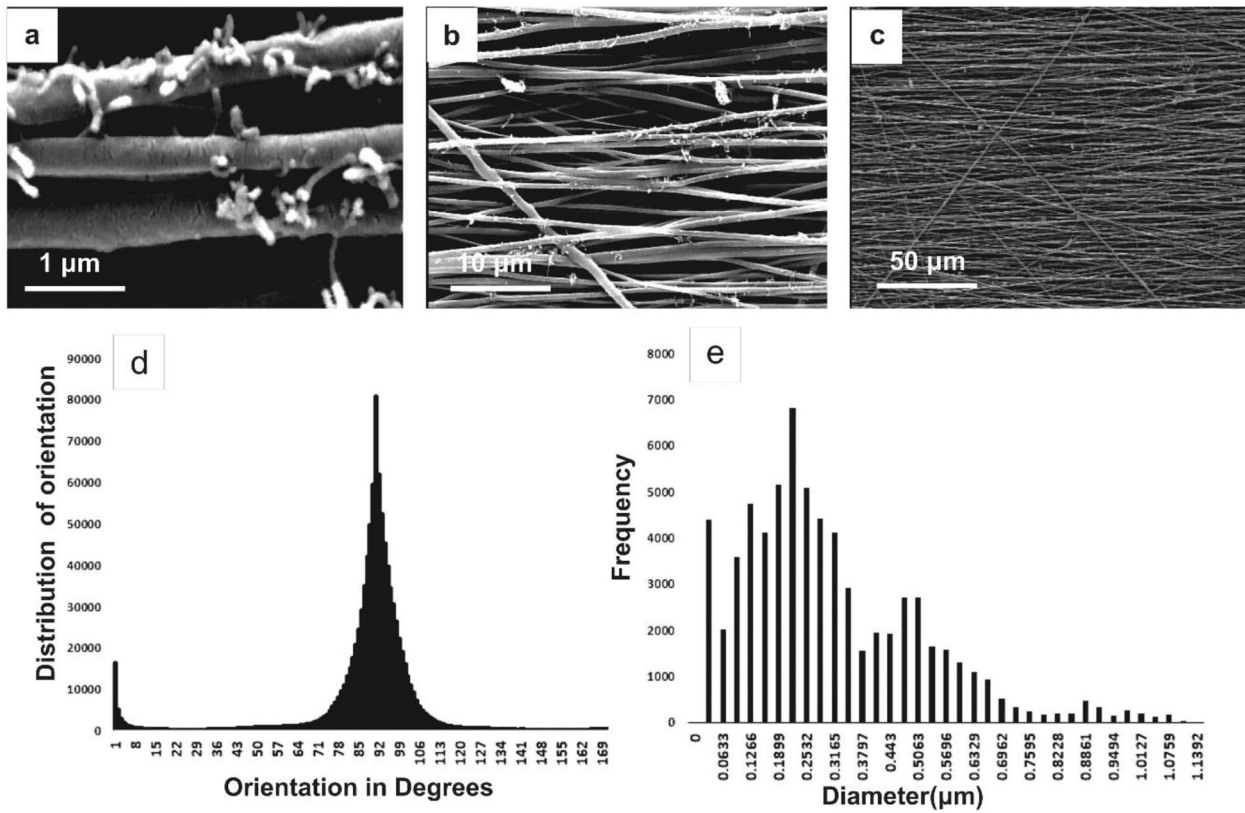 a
b
c
1 µm
10 µm
50 µm
d
e
Distribution of orientation
90000
80000
70000
60000
50000
40000
30000
20000
10000
0
1 8 15 22 29 36 43 50 57 64 71 78 85 92 99 106 113 120 127 134 141 148 155 162 169
Orientation in Degrees
Frequency
8000
7000
6000
5000
4000
3000
2000
1000
0
0 0.0633 0.1266 0.1899 0.2532 0.3165 0.3797 0.443 0.5063 0.5696 0.6329 0.6962 0.7595 0.8228 0.8861 0.9494 1.0127 1.0759 1.1392
Diameter(µm)